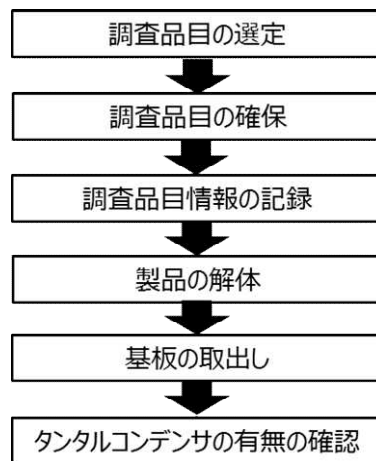 調査品目の選定
調査品目の確保
調査品目情報の記録
製品の解体
基板の取出し
タンタルコンデンサの有無の確認